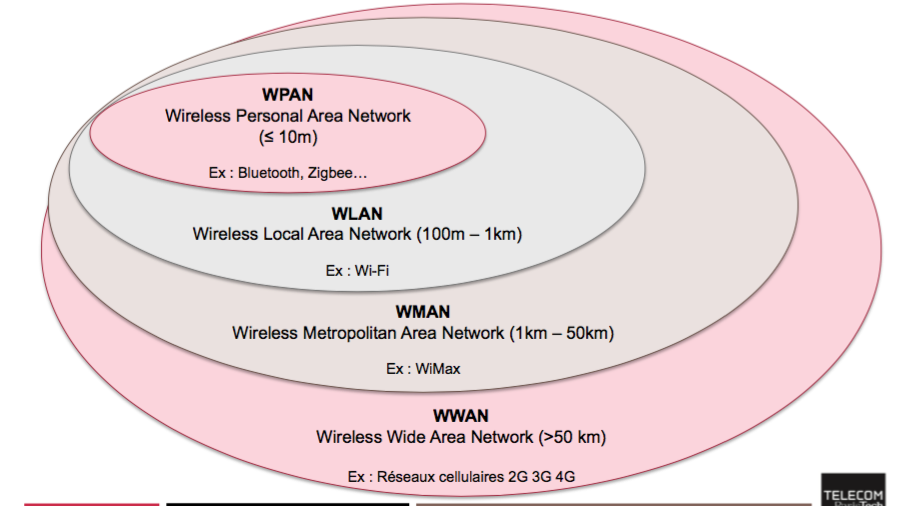 WPAN
Wireless Personal Area Network
(≤ 10m)
Ex : Bluetooth, Zigbee…
WLAN
Wireless Local Area Network (100m – 1km)
Ex : Wi-Fi
WMAN
Wireless Metropolitan Area Network (1km – 50km)
Ex : WiMax
WWAN
Wireless Wide Area Network (>50 km)
Ex : Réseaux cellulaires 2G 3G 4G
TELECOM